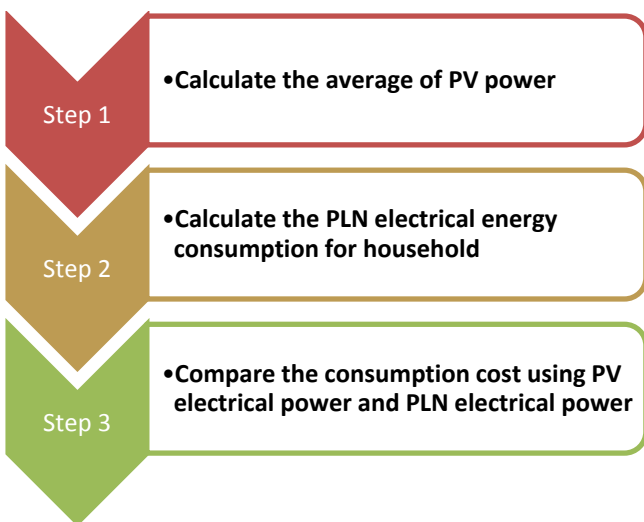 Step 1
•Calculate the average of PV power
Step 2
•Calculate the PLN electrical energy
consumption for household
Step 3
•Compare the consumption cost using PV
electrical power and PLN electrical power